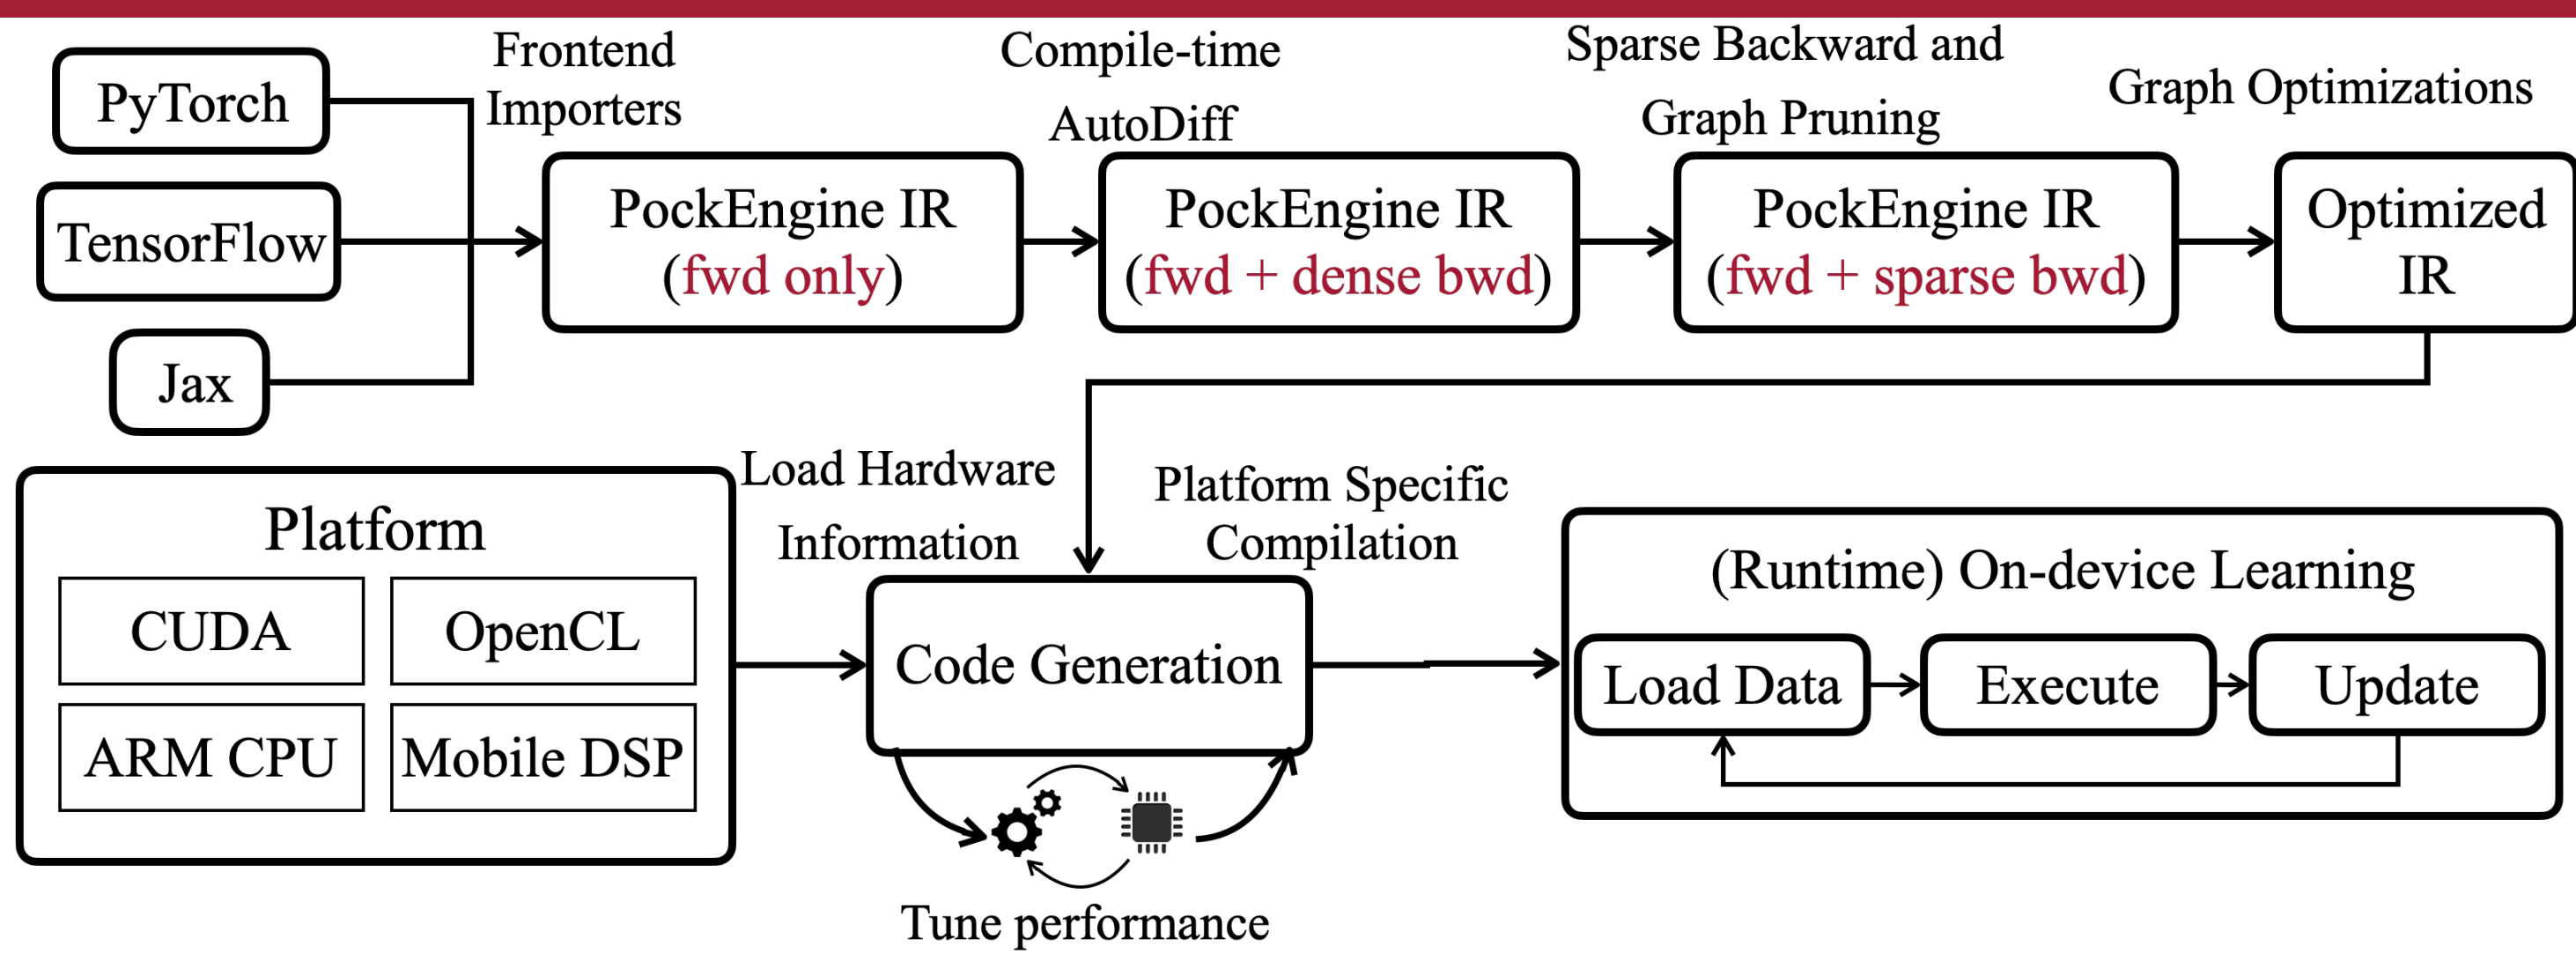 PyTorch
TensorFlow
Jax
Frontend
Importers
PockEngine IR
(fwd only)
Compile-time
AutoDiff
PockEngine IR
(fwd + dense bwd)
Sparse Backward and
Graph Pruning
PockEngine IR
(fwd + sparse bwd)
Graph Optimizations
Optimized
IR
Platform
CUDA
OpenCL
ARM CPU
Mobile DSP
Load Hardware
Information
Code Generation
Tune performance
Platform Specific
Compilation
(Runtime) On-device Learning
Load Data
Execute
Update